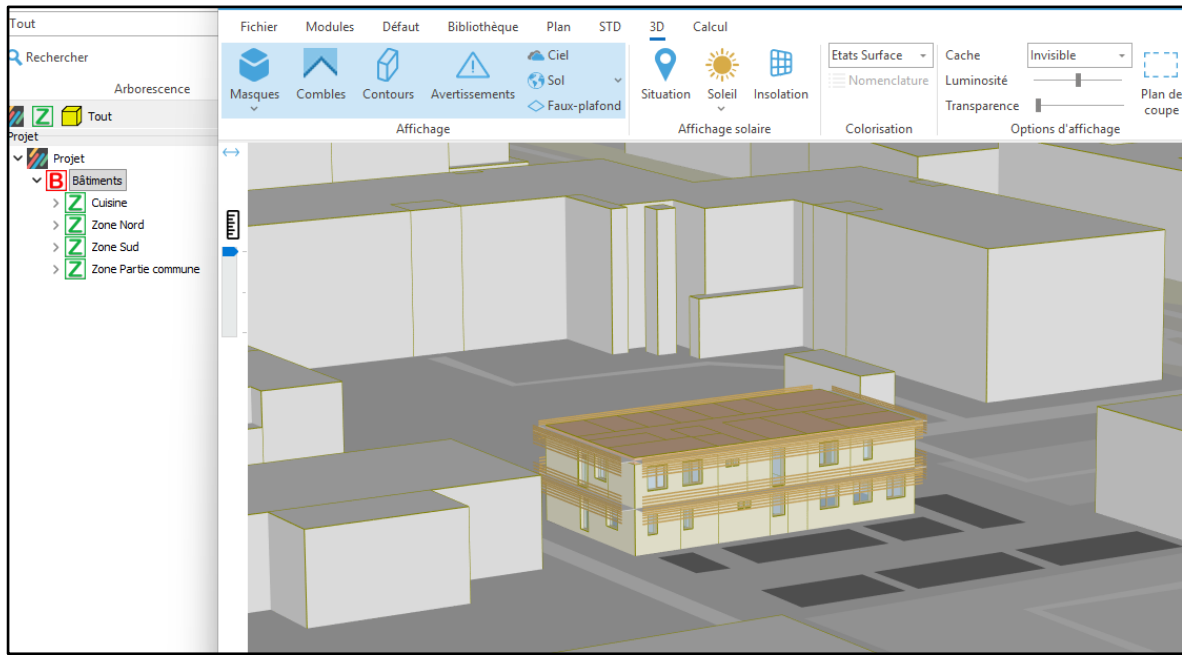 Tout
Rechercher
Arborescence
Z Tout
Projet
Projet
B Bâtiments
Z Cuisine
Z Zone Nord
Z Zone Sud
Z Zone Partie commune
Fichier Modules Défaut Bibliothèque Plan STD 3D Calcul
Masques Combles Contours Avertissements
Ciel
Sol
Faux-plafond
Affichage
Situation Soleil Insolation
Affichage solaire
Etats Surface
Nomenclature
Colorisation
Cache Invisible
Luminosité
Transparence
Plan de
coupe
Options d'affichage